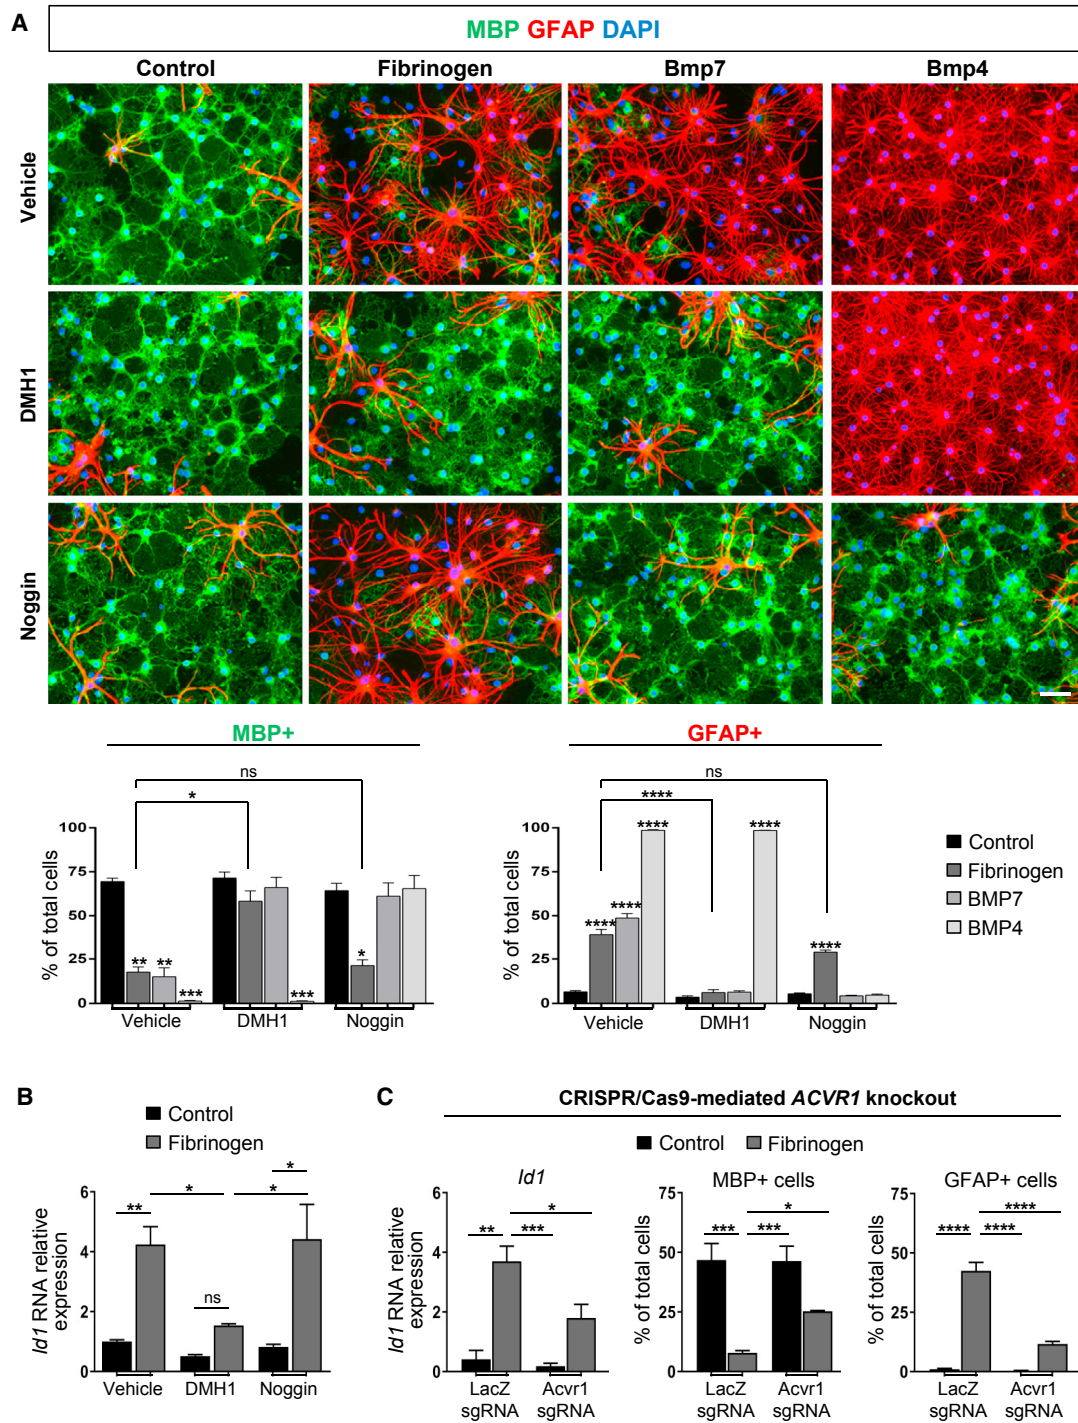 A
MBP GFAP DAPI
Control Fibrinogen Bmp7 Bmp4
Vehicle
DMH1
Noggin
MBP+
ns
*
% of total cells
100
75
50
25
0
** ** ***
***
*
Vehicle DMH1 Noggin
GFAP+
ns
****
% of total cells
100
75
50
25
0
**** **** ****
****
****
Vehicle DMH1 Noggin
Control
Fibrinogen
BMP7
BMP4
B
Control
Fibrinogen
Id1 RNA relative
expression
6
4
2
0
*
* *
**
ns
Vehicle DMH1 Noggin
C
CRISPR/Cas9-mediated ACVR1 knockout
Control Fibrinogen
Id1
Id1 RNA relative
expression
6
4
2
0
*
** ***
LacZ Acvr1
sgRNA sgRNA
MBP+ cells
% of total cells
75
50
25
0
*
*** ***
LacZ Acvr1
sgRNA sgRNA
GFAP+ cells
% of total cells
75
50
25
0
****
**** ****
LacZ Acvr1
sgRNA sgRNA